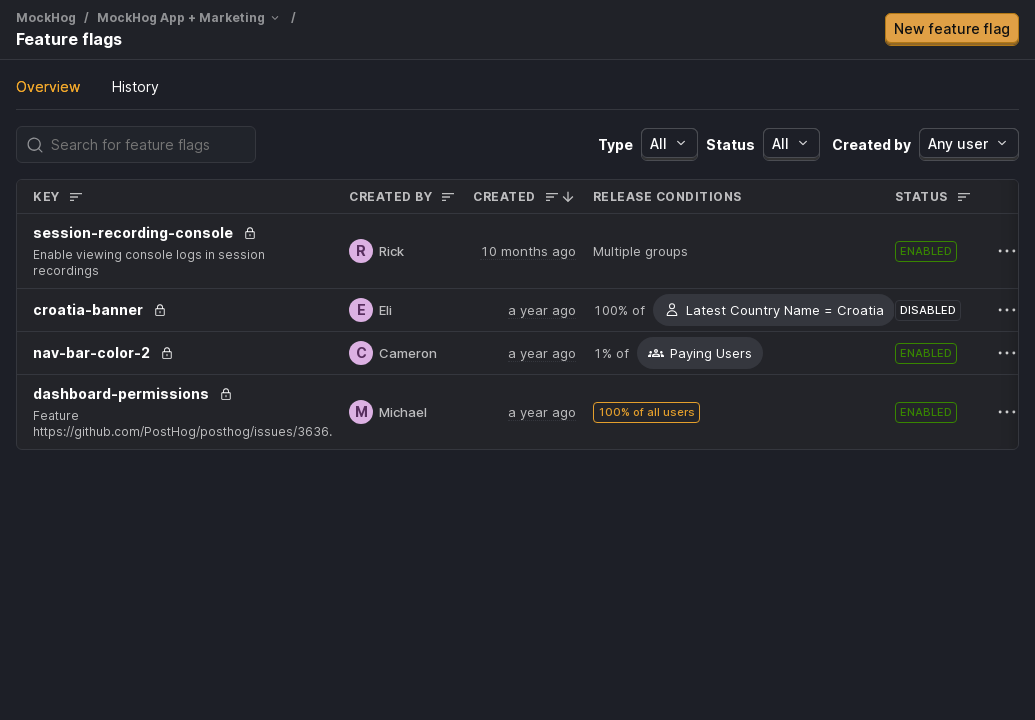 MockHog / MockHog App + Marketing /
Feature flags
New feature flag
Overview History
Search for feature flags
Type All Status All Created by Any user
KEY CREATED BY CREATED RELEASE CONDITIONS STATUS
session-recording-console
Enable viewing console logs in session
recordings
R Rick 10 months ago Multiple groups ENABLED
croatia-banner E Eli a year ago 100% of Latest Country Name = Croatia DISABLED
nav-bar-color-2 C Cameron a year ago 1% of Paying Users ENABLED
dashboard-permissions
Feature
https://github.com/PostHog/posthog/issues/3636.
M Michael a year ago 100% of all users ENABLED